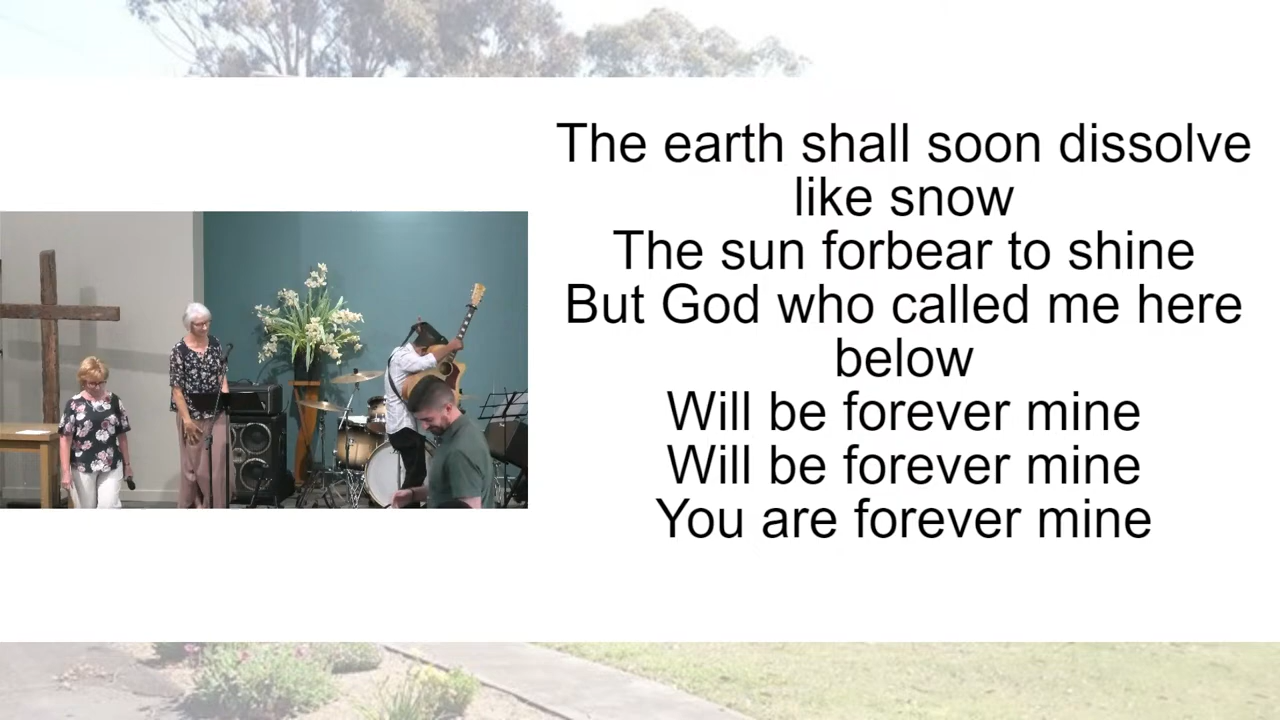 The earth shall soon dissolve
like snow
The sun forbear to shine
But God who called me here
below
Will be forever mine
Will be forever mine
You are forever mine